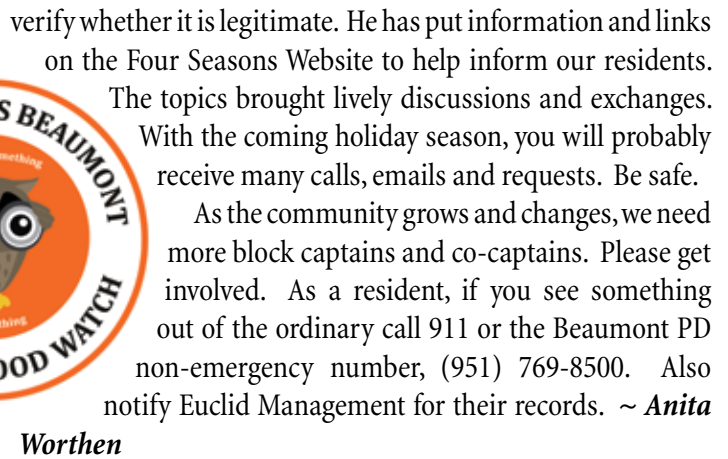 verify whether it is legitimate. He has put information and links
on the Four Seasons Website to help inform our residents.
The topics brought lively discussions and exchanges.
With the coming holiday season, you will probably
receive many calls, emails and requests. Be safe.
As the community grows and changes, we need
more block captains and co-captains. Please get
involved. As a resident, if you see something
out of the ordinary call 911 or the Beaumont PD
non-emergency number, (951) 769-8500. Also
notify Euclid Management for their records. ~ Anita
Worthen
S BEAUMONT
mething
thing
OOD WATCH